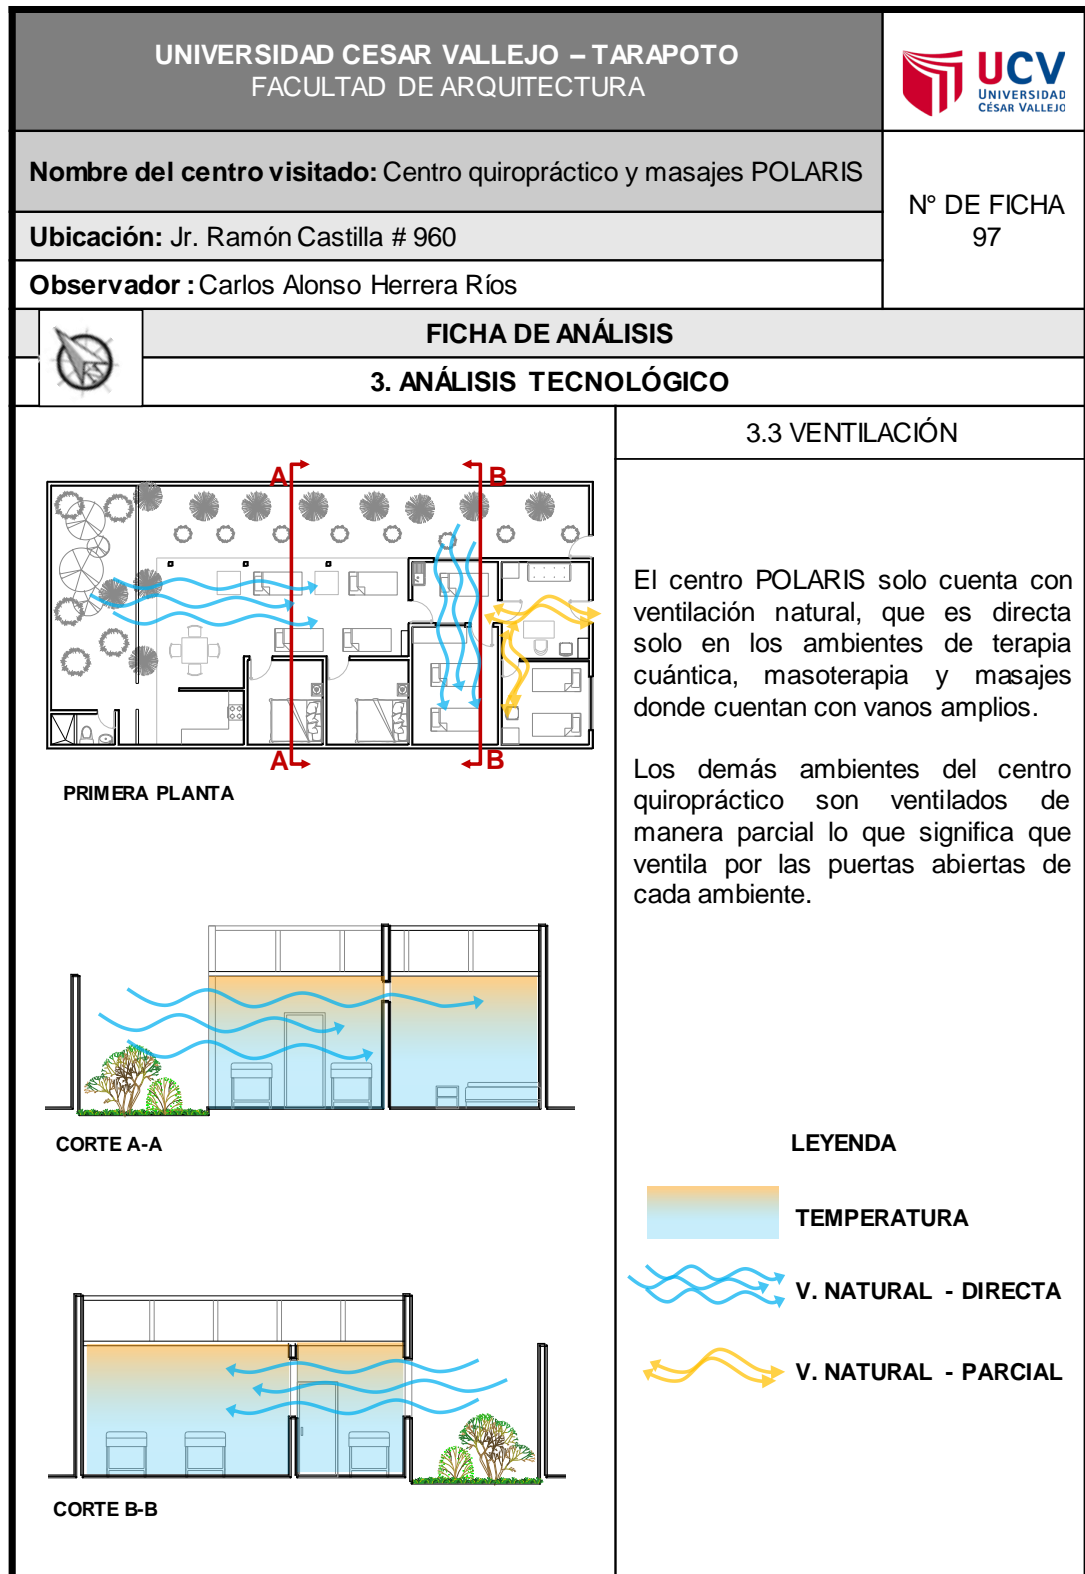 UNIVERSIDAD CESAR VALLEJO – TARAPOTO
FACULTAD DE ARQUITECTURA
UCV
UNIVERSIDAD
CÉSAR VALLEJO
Nombre del centro visitado: Centro quiropráctico y masajes POLARIS
N° DE FICHA
97
Ubicación: Jr. Ramón Castilla # 960
Observador : Carlos Alonso Herrera Ríos
FICHA DE ANÁLISIS
3. ANÁLISIS TECNOLÓGICO
3.3 VENTILACIÓN
A
B
A
B
PRIMERA PLANTA
El centro POLARIS solo cuenta con
ventilación natural, que es directa
solo en los ambientes de terapia
cuántica, masoterapia y masajes
donde cuentan con vanos amplios.
Los demás ambientes del centro
quiropráctico son ventilados de
manera parcial lo que significa que
ventila por las puertas abiertas de
cada ambiente.
CORTE A-A
CORTE B-B
LEYENDA
TEMPERATURA
V. NATURAL - DIRECTA
V. NATURAL - PARCIAL